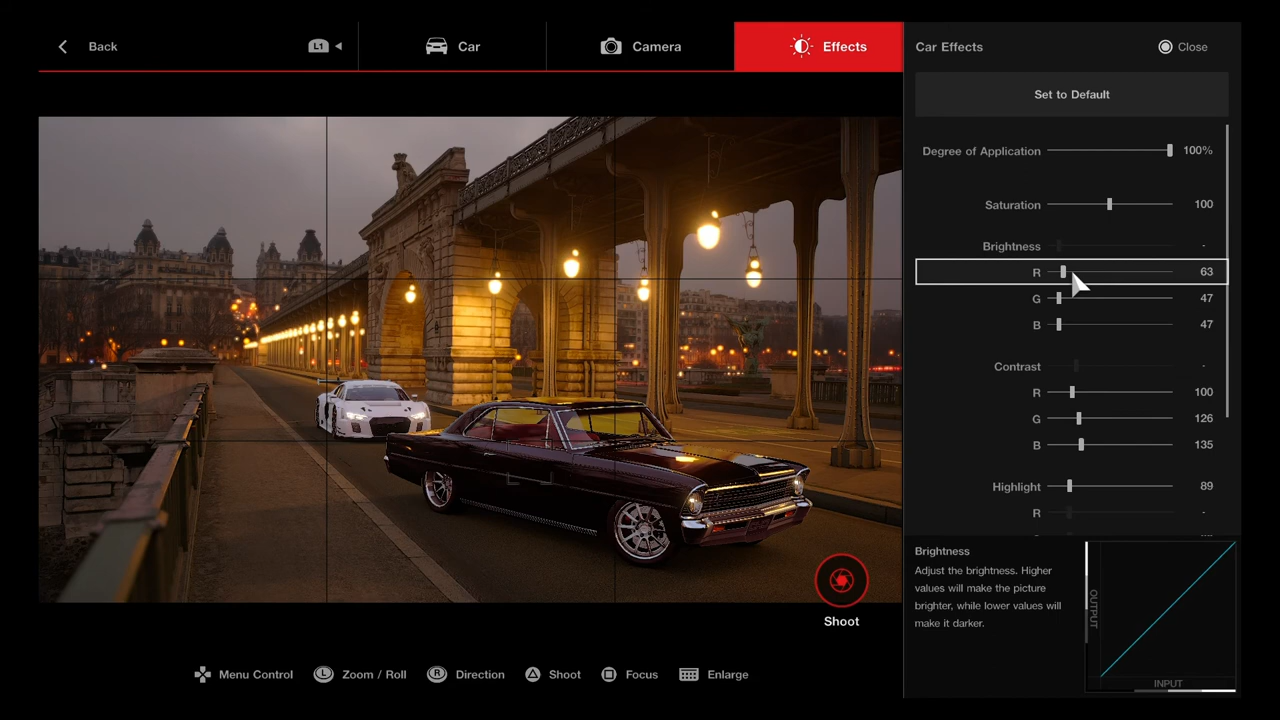 Back
L1
Car
Camera
Effects
Car Effects
Close
Set to Default
Degree of Application 100%
Saturation 100
Brightness -
R 63
G 47
B 47
Contrast -
R 100
G 126
B 135
Highlight 89
R -
Brightness
Adjust the brightness. Higher
values will make the picture
brighter, while lower values will
make it darker.
OUTPUT
INPUT
Shoot
Menu Control
L Zoom / Roll
R Direction
Shoot
Focus
Enlarge